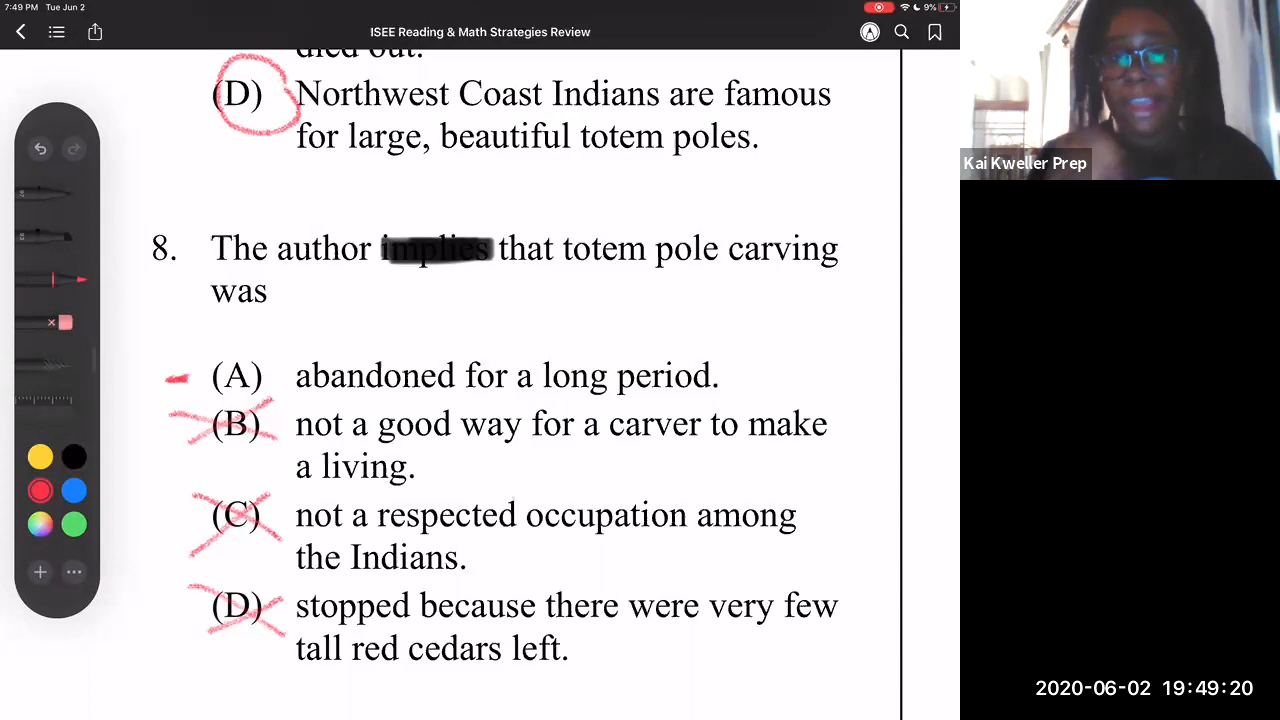 7:49 PM Tue Jun 2
9%
ISEE Reading & Math Strategies Review
died out.
(D) Northwest Coast Indians are famous
for large, beautiful totem poles.
8. The author implies that totem pole carving
was
(A) abandoned for a long period.
(B) not a good way for a carver to make
a living.
(C) not a respected occupation among
the Indians.
(D) stopped because there were very few
tall red cedars left.
Kai Kweller Prep
2020-06-02 19:49:20